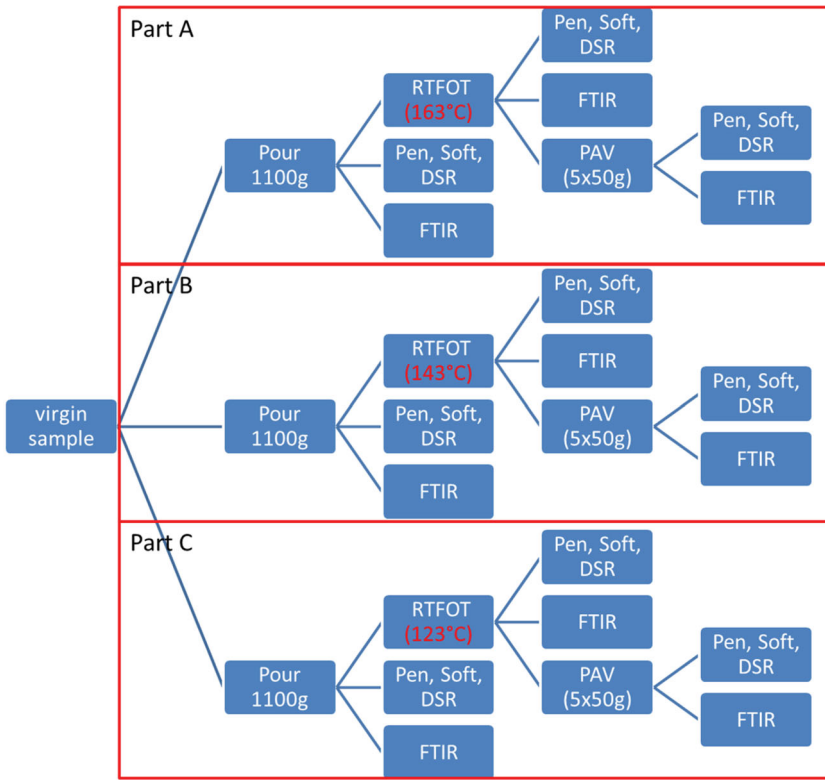 Part A
Pen, Soft,
DSR
RTFOT
(163°C)
FTIR
Pour
1100g
Pen, Soft,
DSR
PAV
(5x50g)
Pen, Soft,
DSR
FTIR
FTIR
Part B
Pen, Soft,
DSR
RTFOT
(143°C)
FTIR
virgin
sample
Pour
1100g
Pen, Soft,
DSR
PAV
(5x50g)
Pen, Soft,
DSR
FTIR
FTIR
Part C
Pen, Soft,
DSR
RTFOT
(123°C)
FTIR
Pour
1100g
Pen, Soft,
DSR
PAV
(5x50g)
Pen, Soft,
DSR
FTIR
FTIR